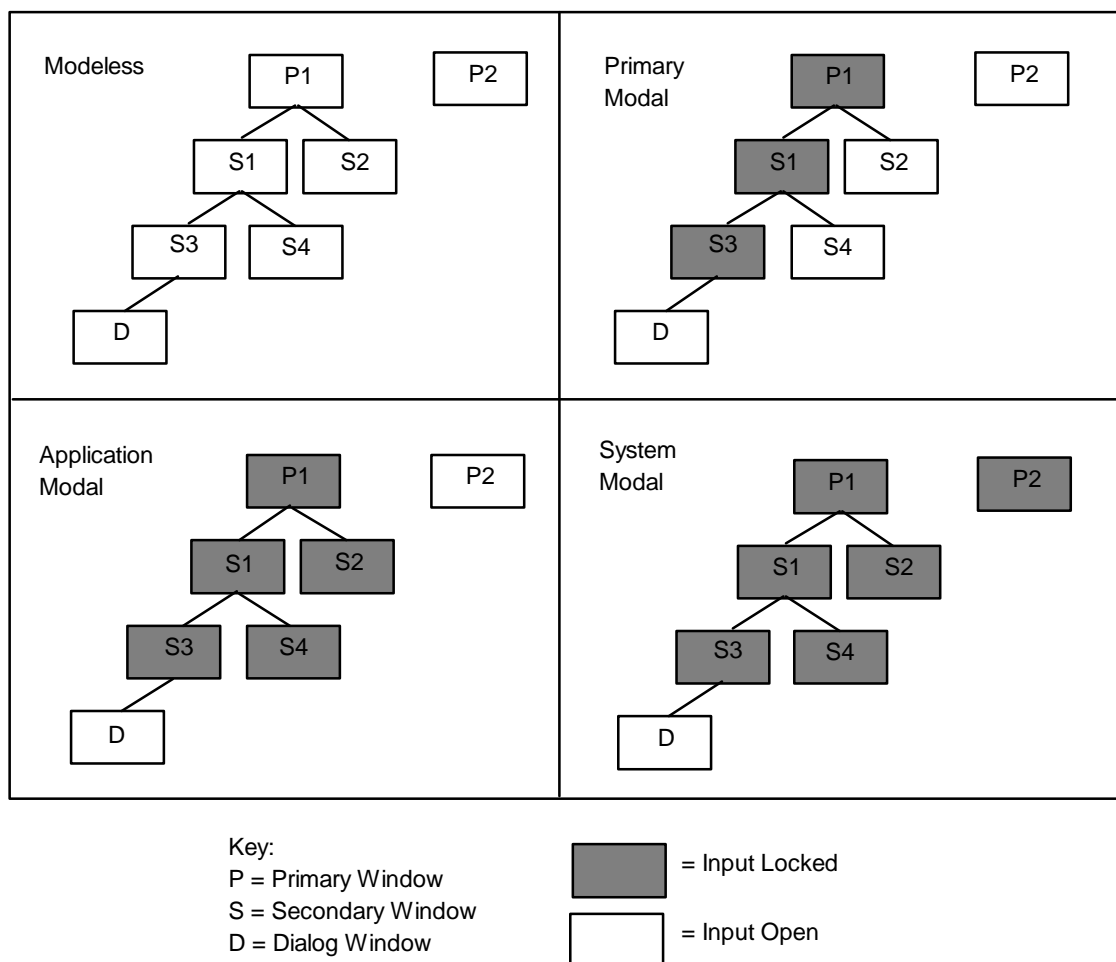 Modeless
P1
P2
S1
S2
S3
S4
D
Primary
Modal
P1
P2
S1
S2
S3
S4
D
Application
Modal
P1
P2
S1
S2
S3
S4
D
System
Modal
P1
P2
S1
S2
S3
S4
D
Key:
P = Primary Window
S = Secondary Window
D = Dialog Window
= Input Locked
= Input Open